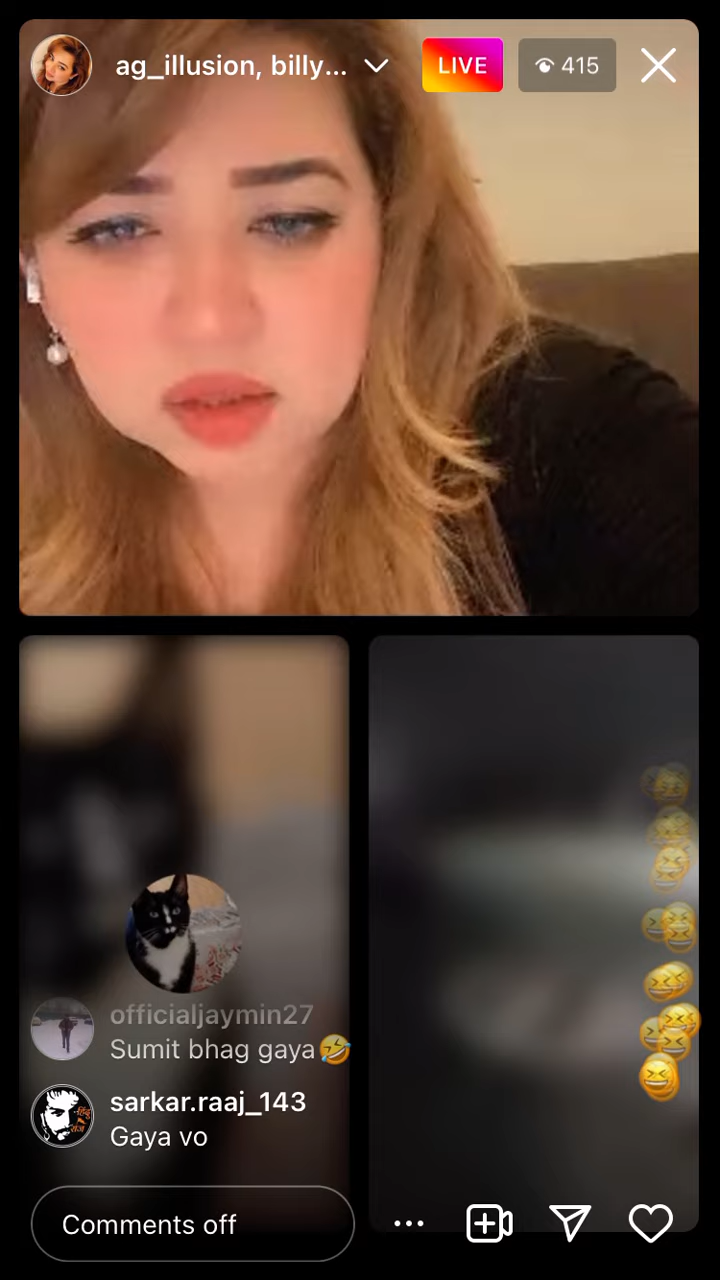 ag_illusion, billy...
LIVE
415
officialjaymin27
Sumit bhag gaya🤣
sarkar.raaj_143
Gaya vo
Comments off